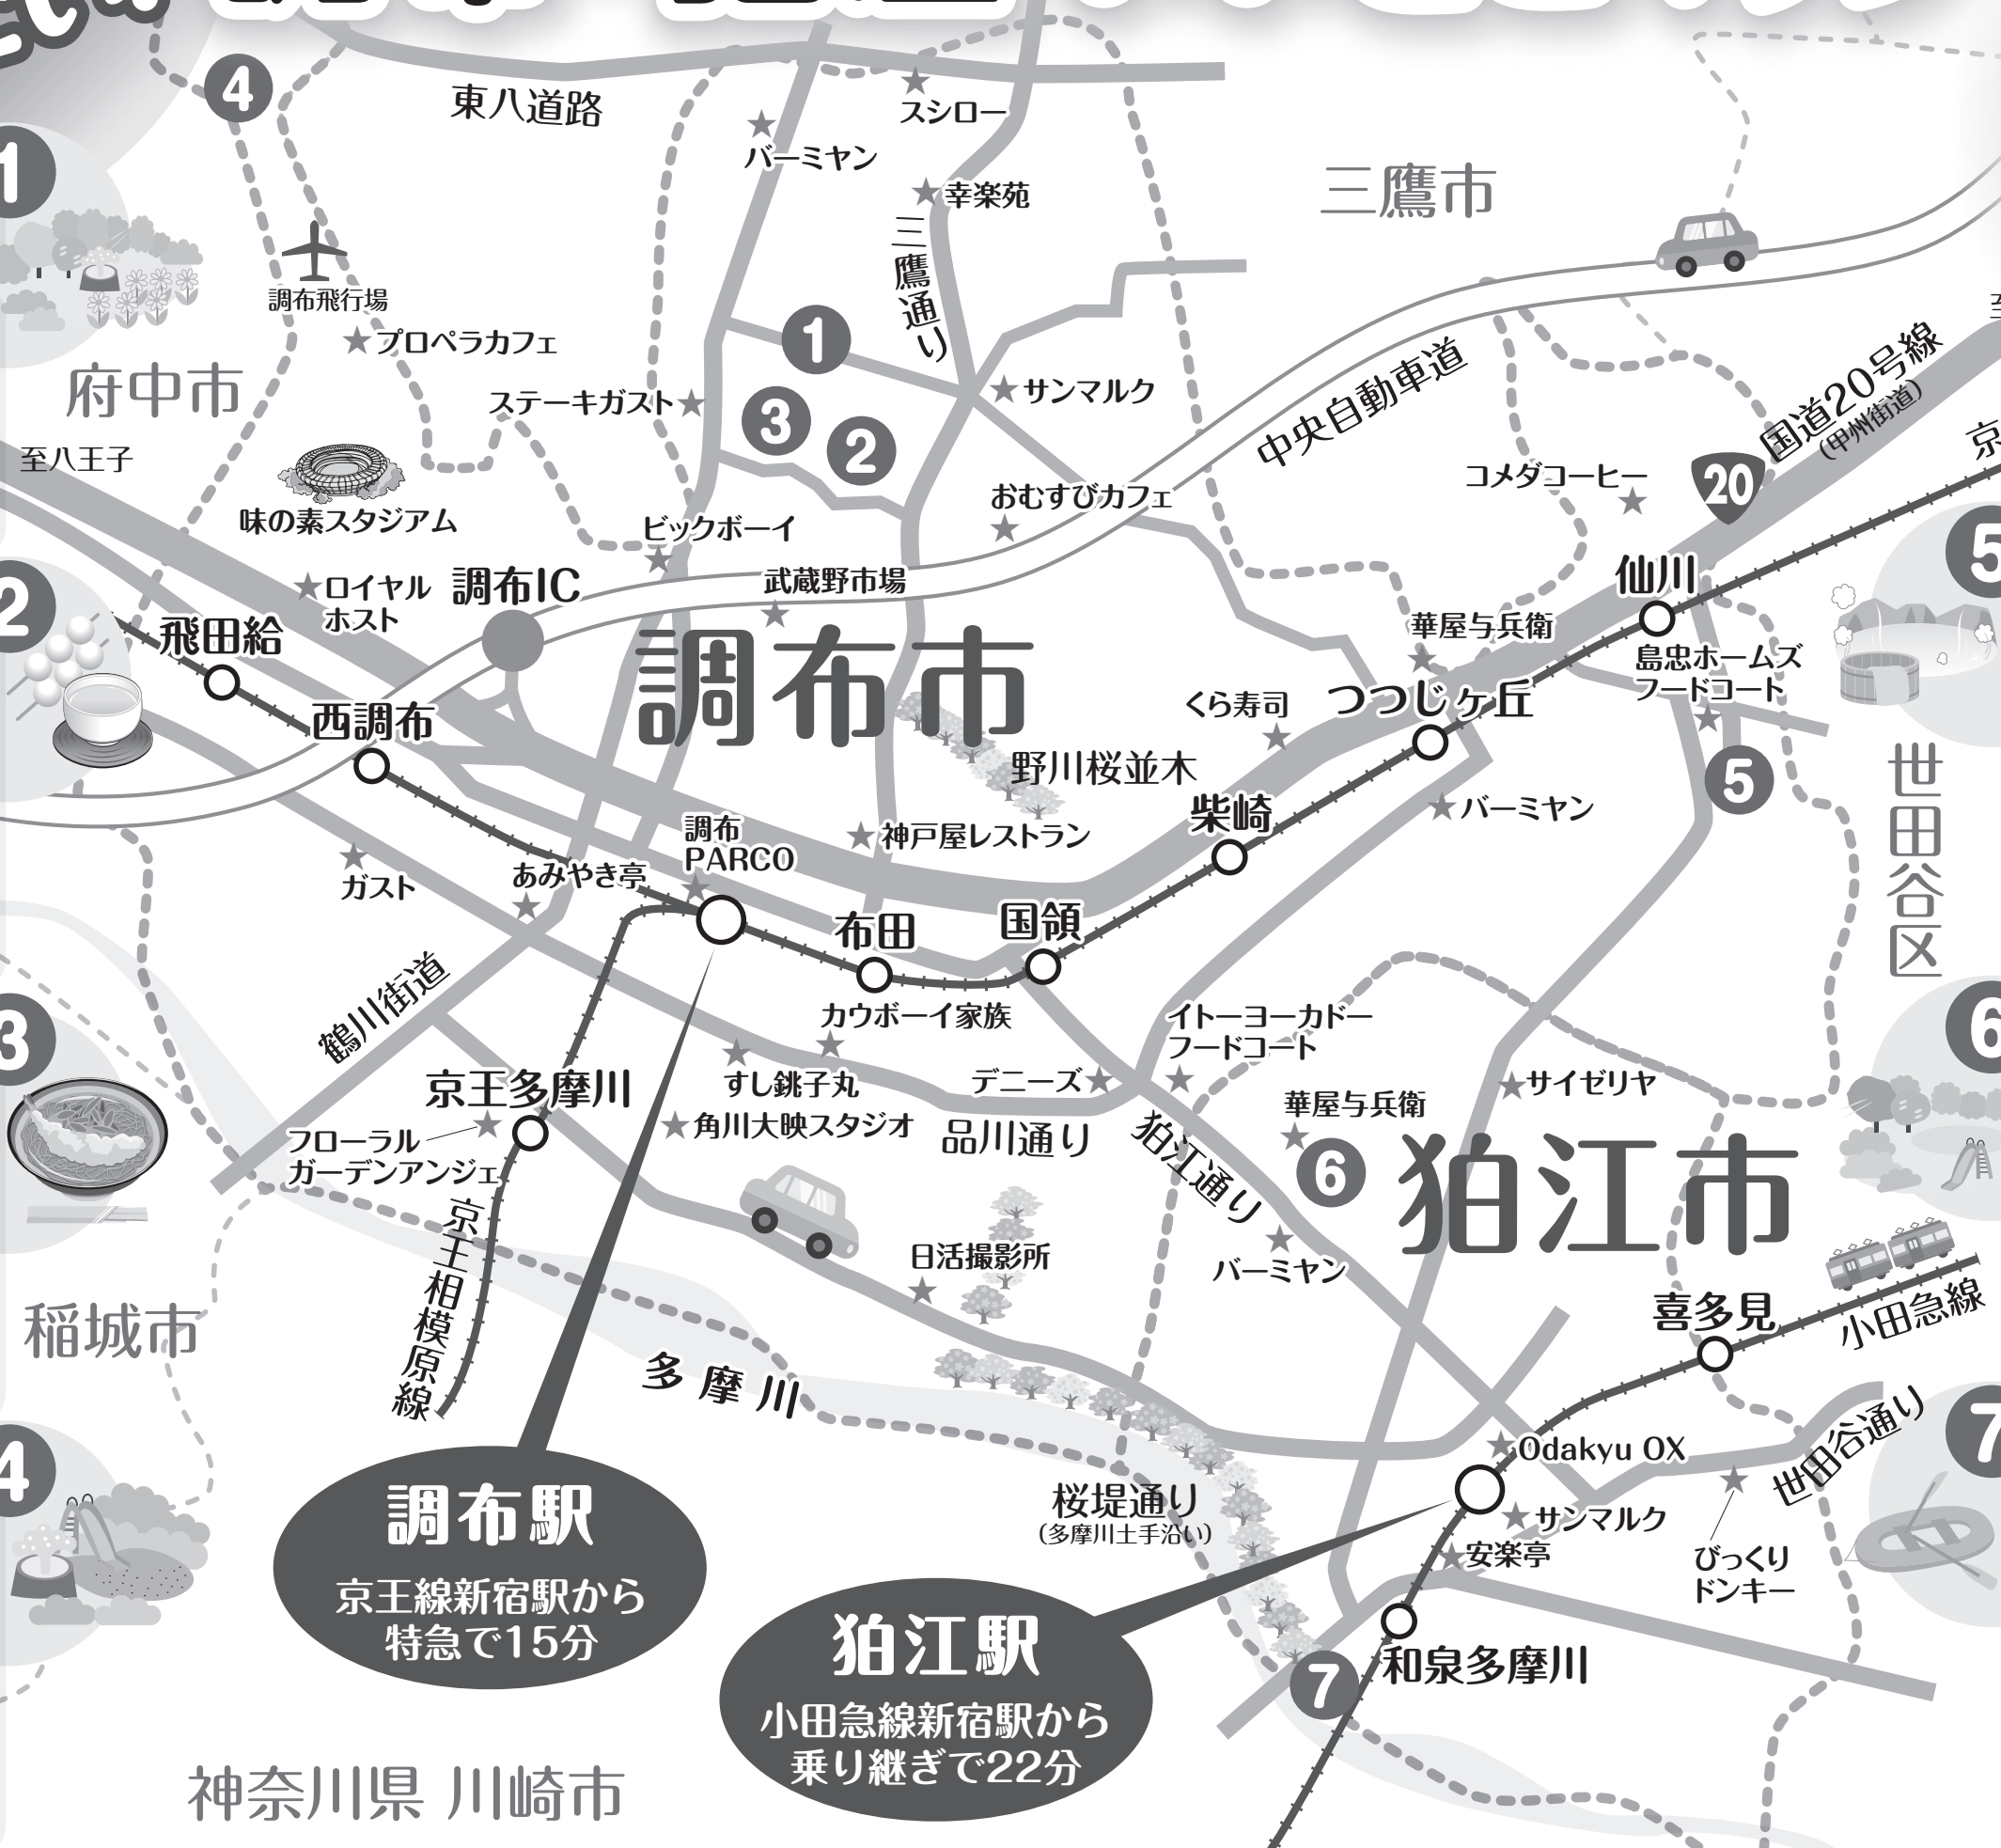 4
東八道路
スシロー
バーミヤン
1
幸楽苑
三鷹市
三鷹通り
調布飛行場
プロペラカフェ
1
府中市
ステーキガスト
サンマルク
3
2
中央自動車道
国道20号線
(甲州街道)
至八王子
味の素スタジアム
おむすびカフェ
コメダコーヒー
20
ビックボーイ
5
ロイヤル
ホスト
調布IC
武蔵野市場
仙川
2
飛田給
調布市
華屋与兵衛
島忠ホームズ
フードコート
西調布
くら寿司
つつじヶ丘
野川桜並木
5
世田谷区
調布
PARCO
神戸屋レストラン
柴崎
バーミヤン
ガスト
あみやき亭
布田
国領
鶴川街道
カウボーイ家族
イトーヨーカドー
フードコート
3
6
京王多摩川
すし銚子丸
デニーズ
サイゼリヤ
フローラル
ガーデンアンジェ
角川大映スタジオ
品川通り
狛江通り
華屋与兵衛
6
狛江市
京王相模原線
日活撮影所
バーミヤン
稲城市
喜多見
小田急線
多摩川
4
7
Odakyu OX
世田谷通り
調布駅
京王線新宿駅から
特急で15分
桜堤通り
(多摩川土手沿い)
サンマルク
安楽亭
びっくり
ドンキー
狛江駅
小田急線新宿駅から
乗り継ぎで22分
7
和泉多摩川
神奈川県 川崎市